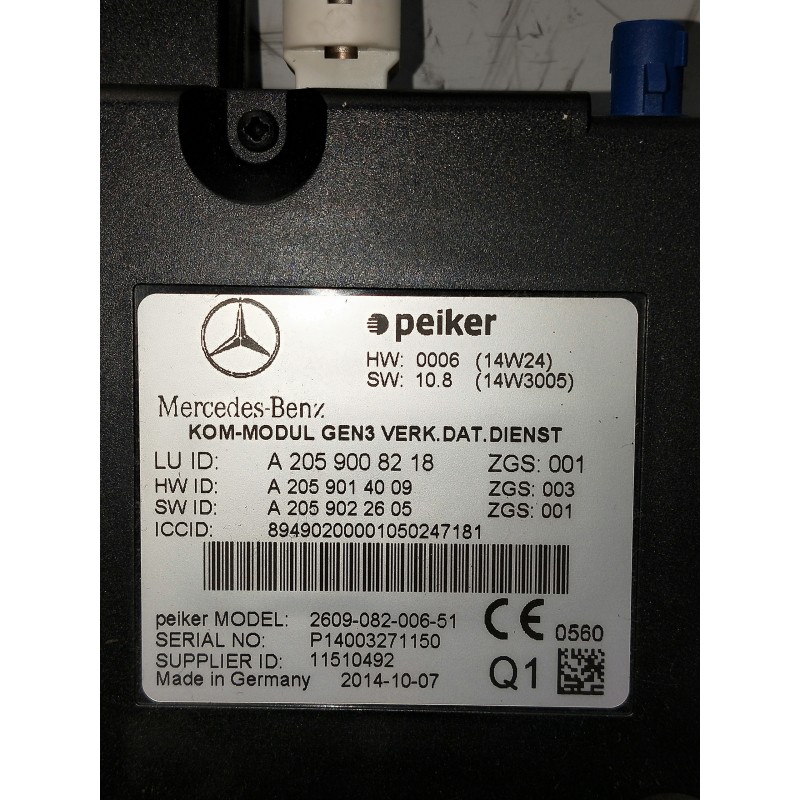 peiker
HW: 0006 (14W24)
SW: 10.8 (14W3005)
Mercedes-Benz
KOM-MODUL GEN3 VERK.DAT.DIENST
LU ID: A 205 900 82 18 ZGS: 001
HW ID: A 205 901 40 09 ZGS: 003
SW ID: A 205 902 26 05 ZGS: 001
ICCID: 89490200001050247181
peiker MODEL: 2609-082-006-51
SERIAL NO: P14003271150
SUPPLIER ID: 11510492
Made in Germany 2014-10-07
CE 0560
Q1